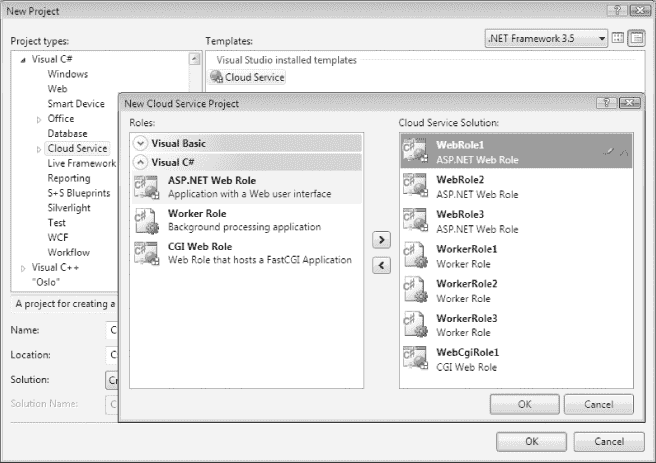 New Project
Project types:
Templates:
.NET Framework 3.5
Visual C#
Windows
Web
Smart Device
Office
Database
Cloud Service
Live Framework
Reporting
S+S Blueprints
Silverlight
Test
WCF
Workflow
Visual C++
"Oslo"
Visual Studio installed templates
Cloud Service
A project for creating a
Name:
Location:
Solution:
Solution Name:
New Cloud Service Project
Roles:
Visual Basic
Visual C#
ASP.NET Web Role
Application with a Web user interface
Worker Role
Background processing application
CGI Web Role
Web Role that hosts a FastCGI Application
Cloud Service Solution:
WebRole1
ASP.NET Web Role
WebRole2
ASP.NET Web Role
WebRole3
ASP.NET Web Role
WorkerRole1
Worker Role
WorkerRole2
Worker Role
WorkerRole3
Worker Role
WebCgiRole1
CGI Web Role
OK
Cancel
OK
Cancel